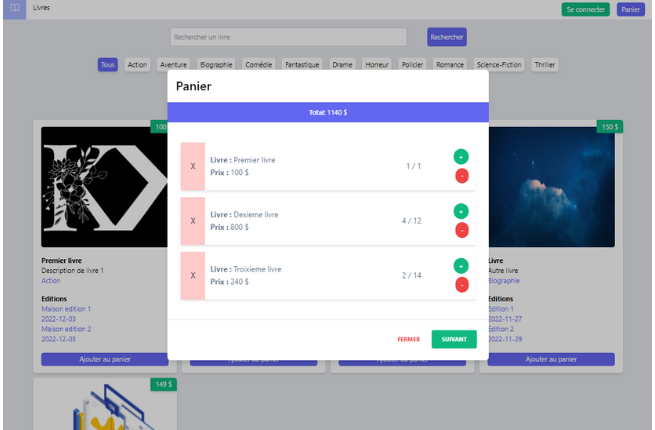 Livres
Se connecter
Panier
Rechercher un livre
Rechercher
Tous
Action
Aventure
Biographie
Comédie
Fantastique
Drame
Horreur
Policier
Romance
Science-Fiction
Thriller
Panier
Total: 1140 $
X
Livre : Premier livre
Prix : 100 $
1 / 1
+
-
X
Livre : Dexieme livre
Prix : 800 $
4 / 12
+
-
X
Livre : Troixieme livre
Prix : 240 $
2 / 14
+
-
FERMER
SUIVANT
100
Premier livre
Description de livre 1
Action
Editions
Maison edition 1
2022-12-03
Maison edition 2
2022-12-03
Ajouter au panier
150 $
Livre
Autre livre
Biographie
Editions
Edition 1
2022-11-27
Edition 2
2022-11-29
Ajouter au panier
149 $